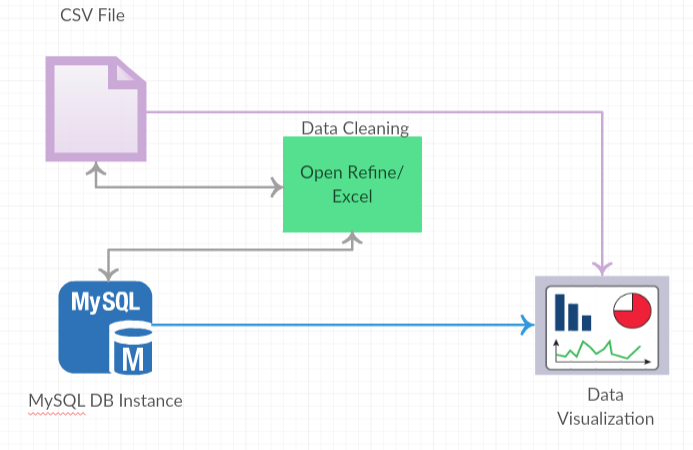 CSV File
Data Cleaning
Open Refine/
Excel
MySQL
M
MySQL DB Instance
Data
Visualization